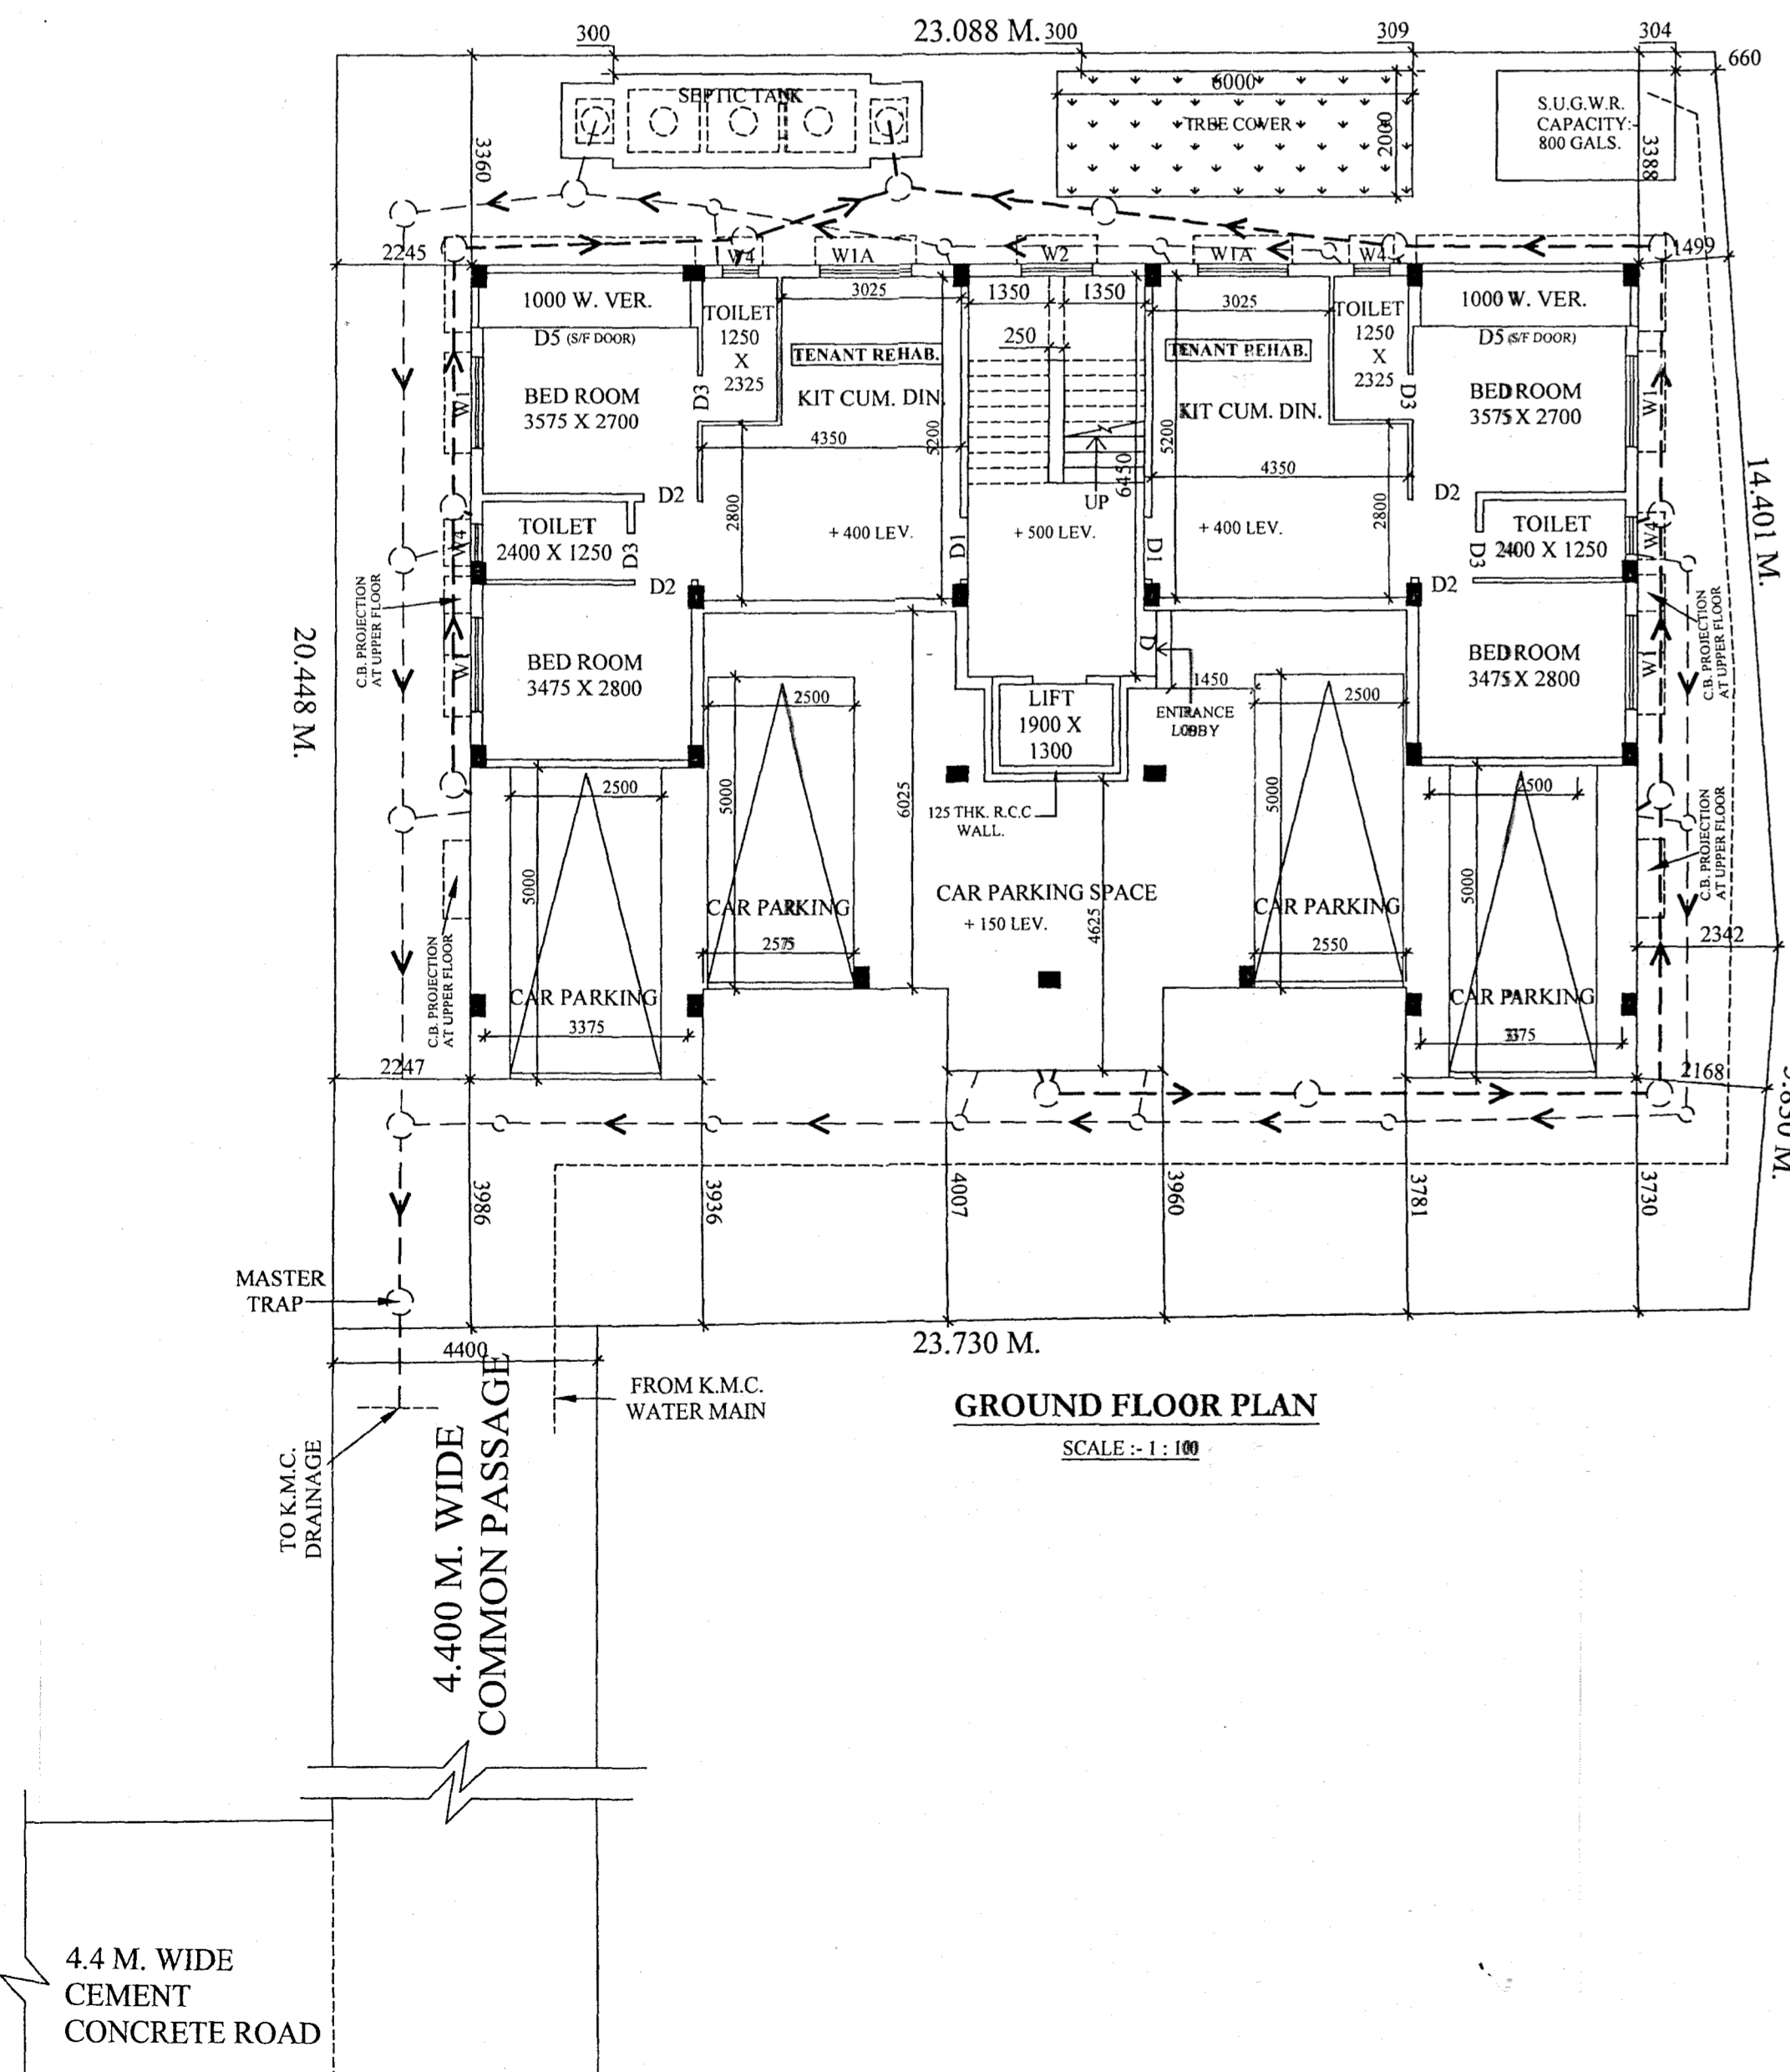 300
23.088 M.
300
309
304
660
SEPTIC TANK
6000
TREE COVER
2000
S.U.G.W.R.
CAPACITY:-
800 GALS.
3360
3388
2245
1499
W4
W1A
W2
W1A
W4
1000 W. VER.
D5 (S/F DOOR)
BED ROOM
3575 X 2700
TOILET
1250
X
2325
D3
3025
TENANT REHAB.
KIT CUM. DIN.
4350
5200
2800
+ 400 LEV.
D1
1350
1350
250
UP
6450
+ 500 LEV.
D1
3025
TENANT REHAB.
KIT CUM. DIN.
5200
4350
2800
+ 400 LEV.
TOILET
1250
X
2325
D3
1000 W. VER.
D5 (S/F DOOR)
BED ROOM
3575 X 2700
W1
W1
14.401 M.
D2
TOILET
2400 X 1250
D3
D2
W4
D2
TOILET
2400 X 1250
D3
D2
W4
C.B. PROJECTION
AT UPPER FLOOR
C.B. PROJECTION
AT UPPER FLOOR
20.448 M.
BED ROOM
3475 X 2800
W1
BED ROOM
3475 X 2800
W1
D
1450
ENTRANCE
LOBBY
LIFT
1900 X
1300
125 THK. R.C.C
WALL.
2500
5000
CAR PARKING
3375
2500
5000
CAR PARKING
2575
6025
CAR PARKING SPACE
+ 150 LEV.
4625
2500
5000
CAR PARKING
2550
2500
5000
CAR PARKING
3375
C.B. PROJECTION
AT UPPER FLOOR
C.B. PROJECTION
AT UPPER FLOOR
2342
2247
2168
3986
3936
4007
3960
3781
3730
MASTER
TRAP
4400
23.730 M.
FROM K.M.C.
WATER MAIN
GROUND FLOOR PLAN
SCALE :- 1 : 100
TO K.M.C.
DRAINAGE
4.400 M. WIDE
COMMON PASSAGE
4.4 M. WIDE
CEMENT
CONCRETE ROAD